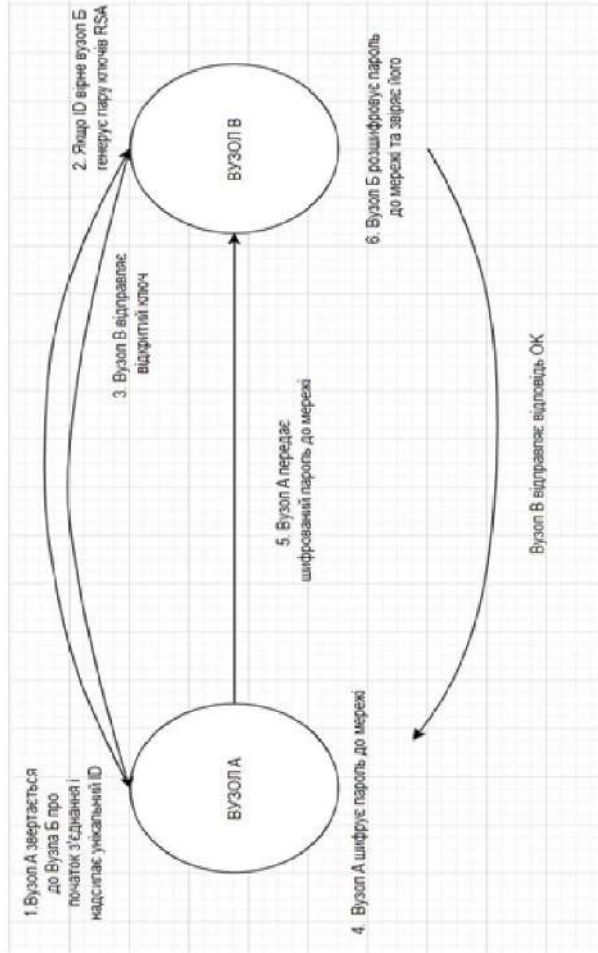 1.Вузол А звертається
до Вузла Б про
початок з'єднання і
надсилає унікальний ID
2. Якщо ID вірне вузол Б
генерує пару ключів RSA
3. Вузол В відправляє
відкритий ключ
ВУЗОЛ А
ВУЗОЛ В
5. Вузол А передає
шифрований пароль до мережі
4. Вузол А шифрує пароль до мережі
6. Вузол Б розшифровує пароль
до мережі та звіряє його
Вузол В відправляє відповідь ОК